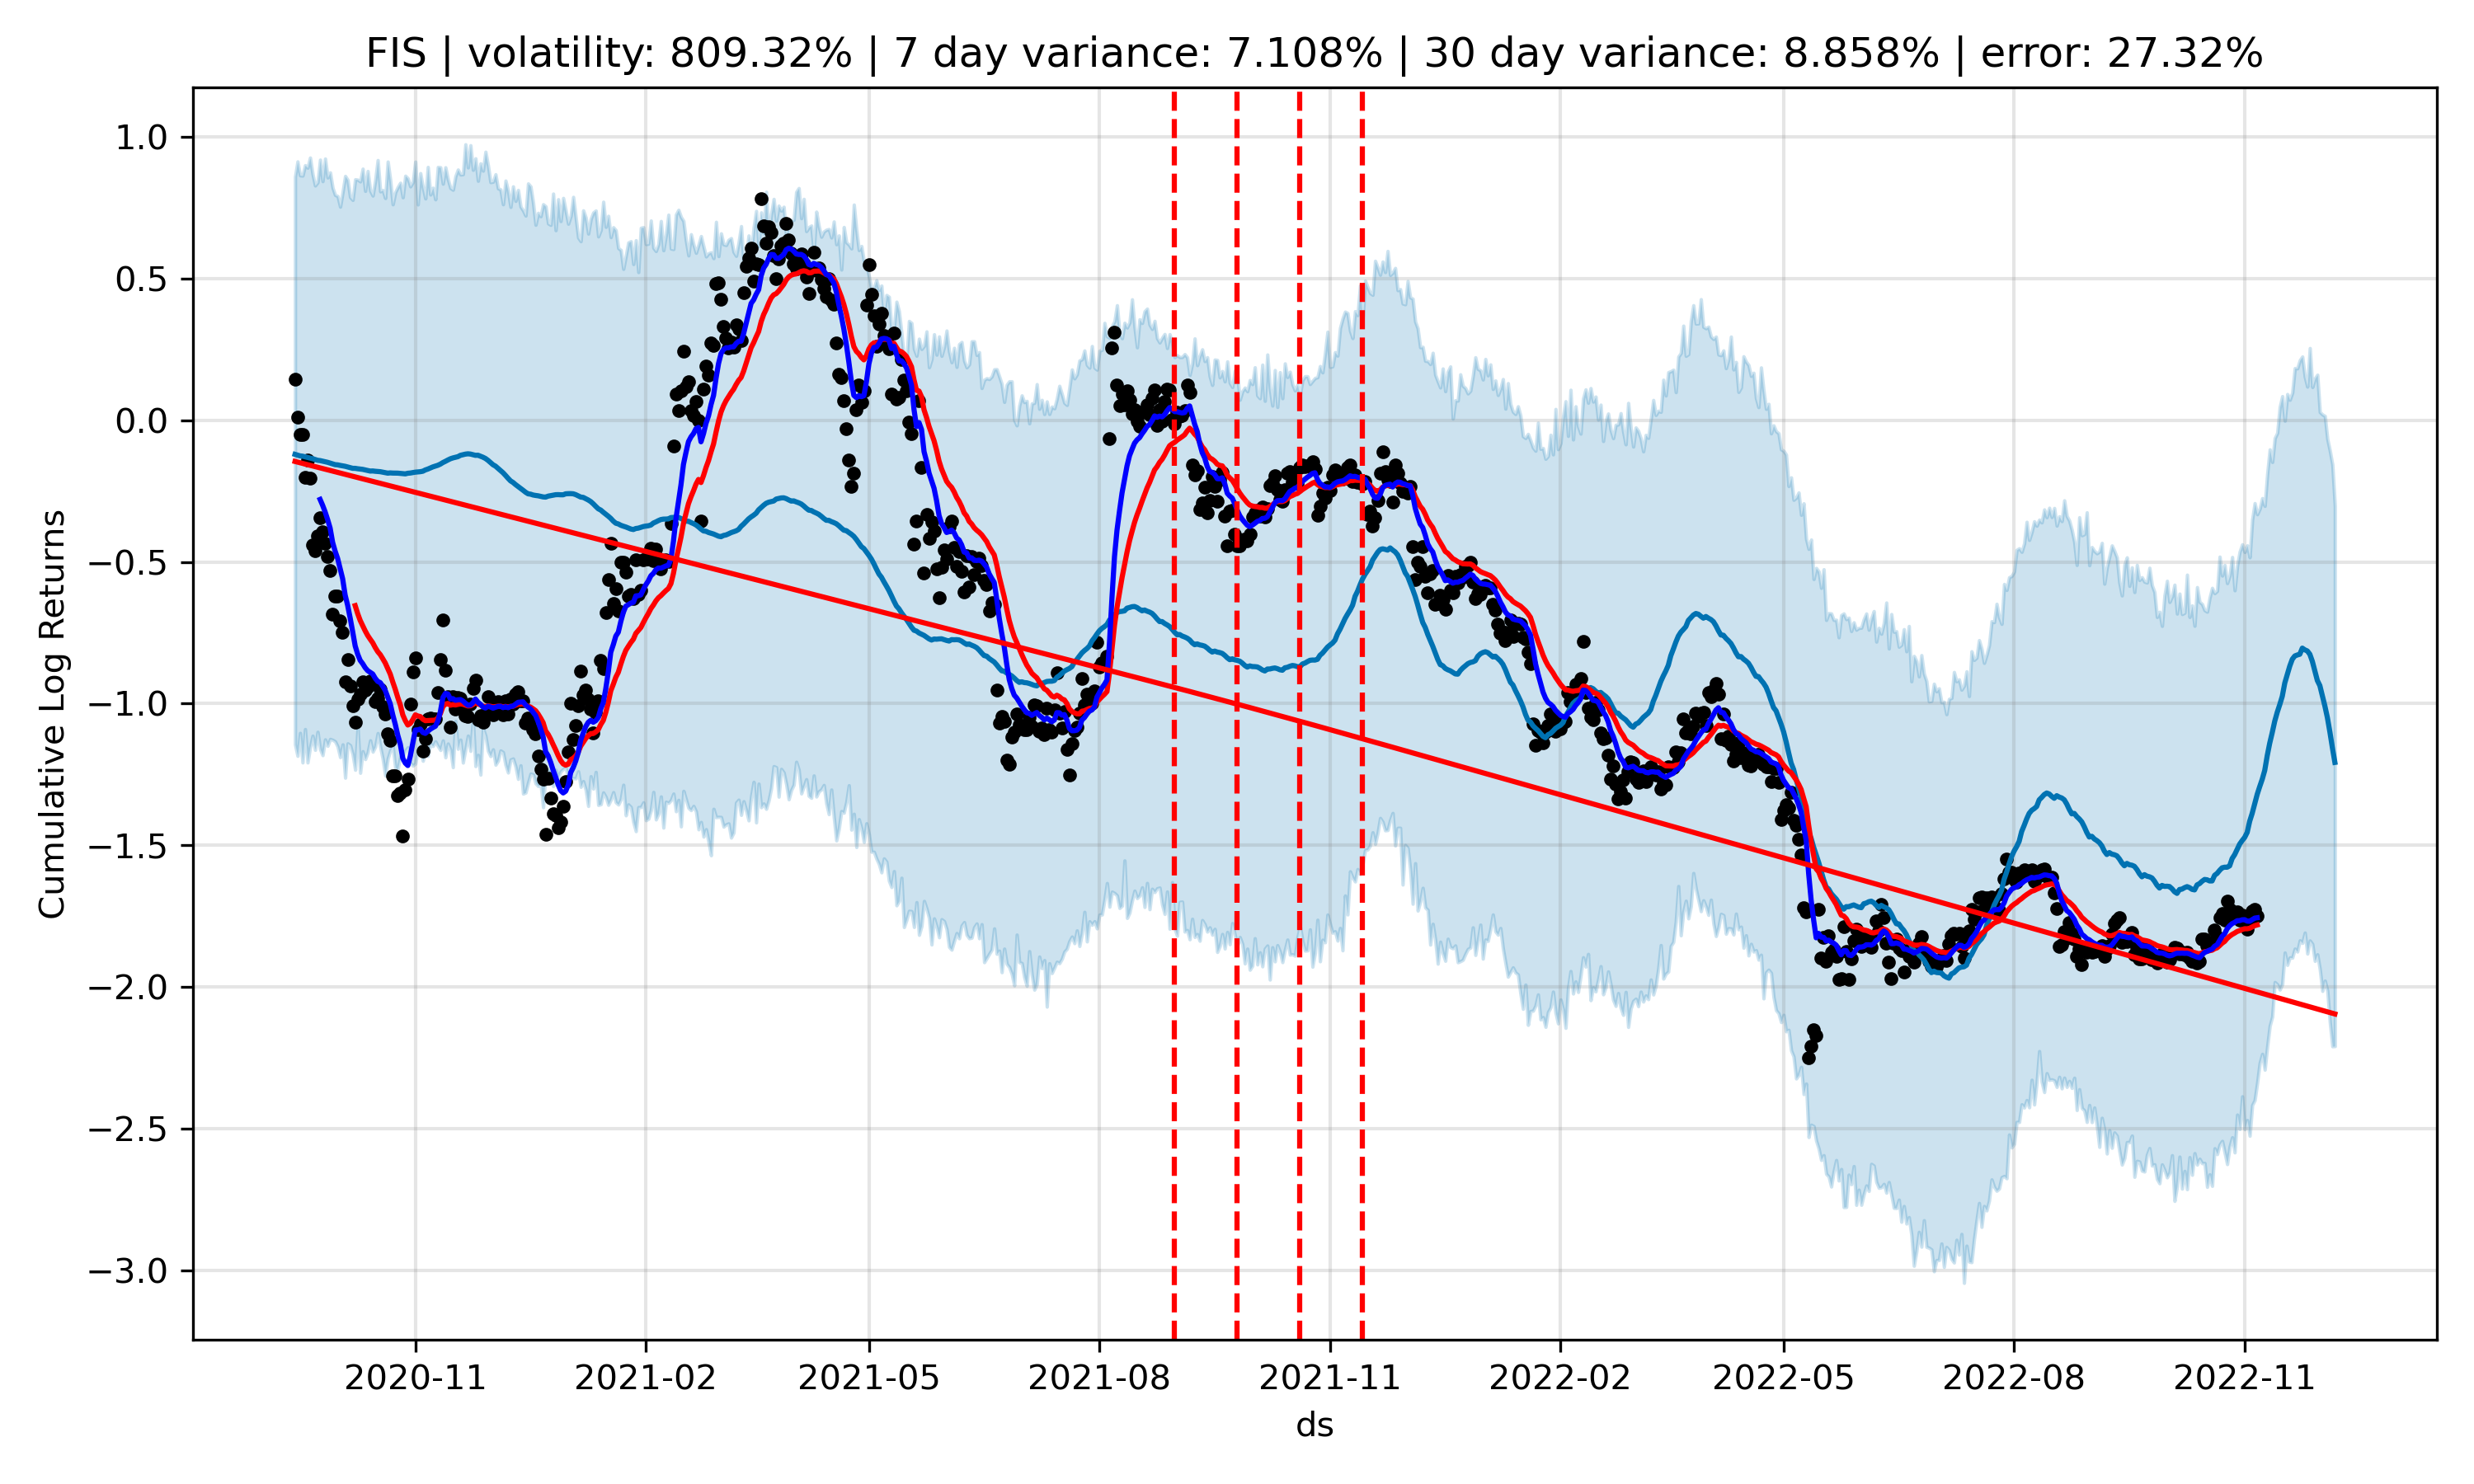 FIS | volatility: 809.32% | 7 day variance: 7.108% | 30 day variance: 8.858% | error: 27.32%
Cumulative Log Returns
1.0
0.5
0.0
−0.5
−1.0
−1.5
−2.0
−2.5
−3.0
2020-11 2021-02 2021-05 2021-08 2021-11 2022-02 2022-05 2022-08 2022-11
ds